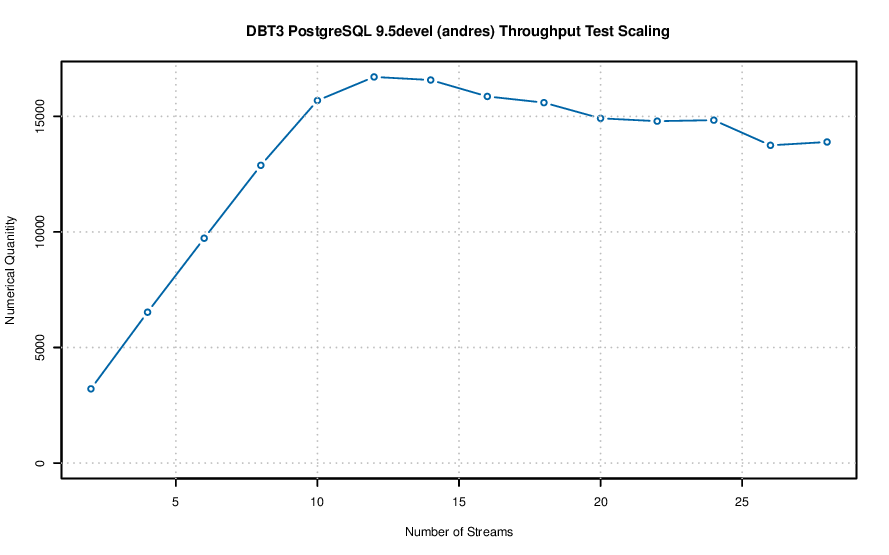 DBT3 PostgreSQL 9.5devel (andres) Throughput Test Scaling
15000
10000
5000
0
Numerical Quanitity
5 10 15 20 25
Number of Streams